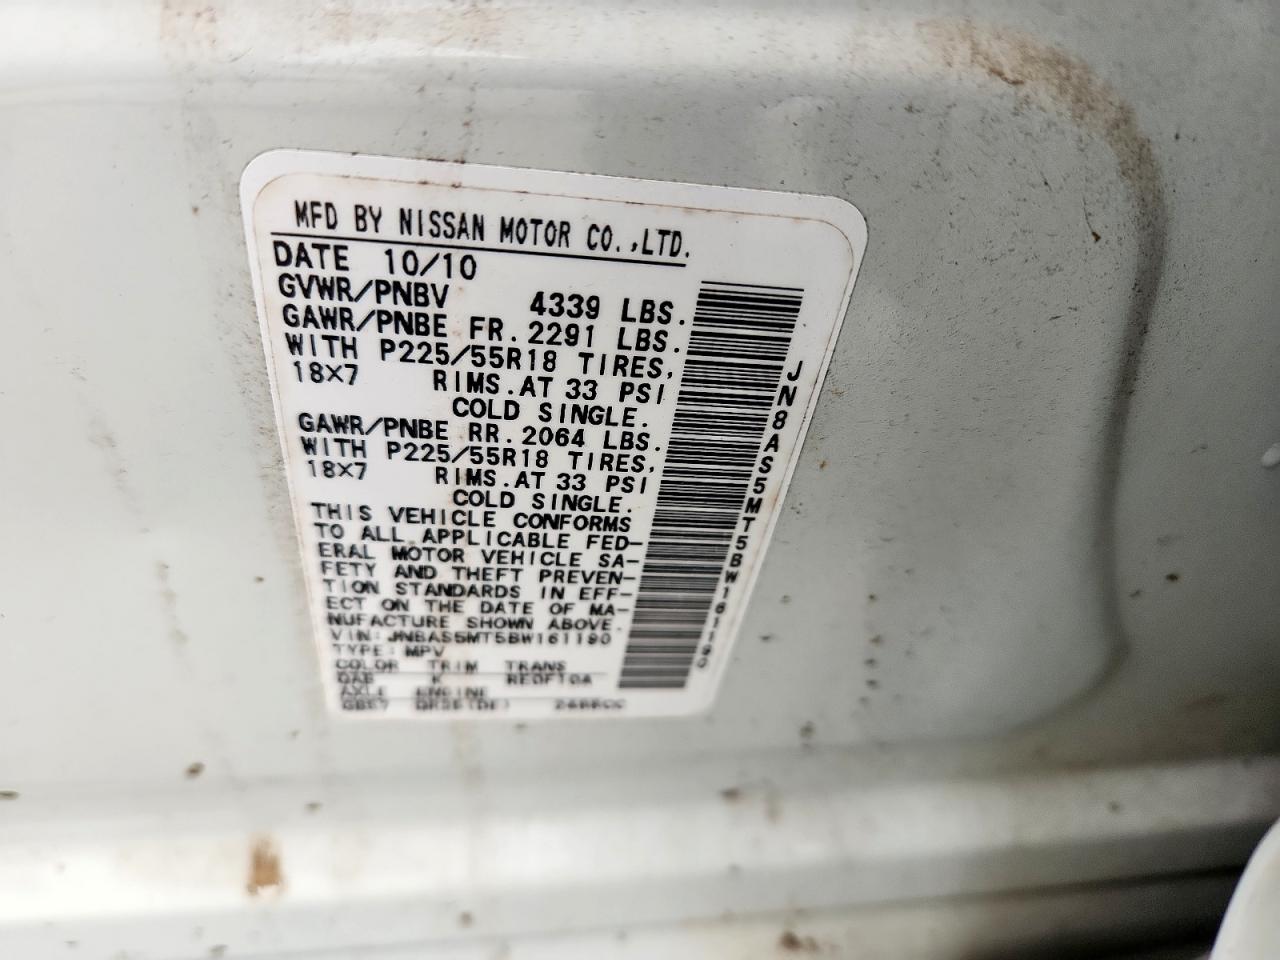 MFD BY NISSAN MOTOR CO.,LTD.
DATE 10/10
GVWR/PNBV 4339 LBS.
GAWR/PNBE FR.2291 LBS.
WITH P225/55R18 TIRES,
18X7 RIMS.AT 33 PSI
COLD SINGLE.
GAWR/PNBE RR.2064 LBS.
WITH P225/55R18 TIRES,
18X7 RIMS.AT 33 PSI
COLD SINGLE.
THIS VEHICLE CONFORMS
TO ALL APPLICABLE FED-
ERAL MOTOR VEHICLE SA-
FETY AND THEFT PREVEN-
TION STANDARDS IN EFF-
ECT ON THE DATE OF MA-
NUFACTURE SHOWN ABOVE.
VIN: JN8AS5MT5BW161190
TYPE: MPV
COLOR TRIM TRANS
K RE0F10A
AXLE ENGINE
QR25(DE) 2488CC
JN8AS5MT5BW161190